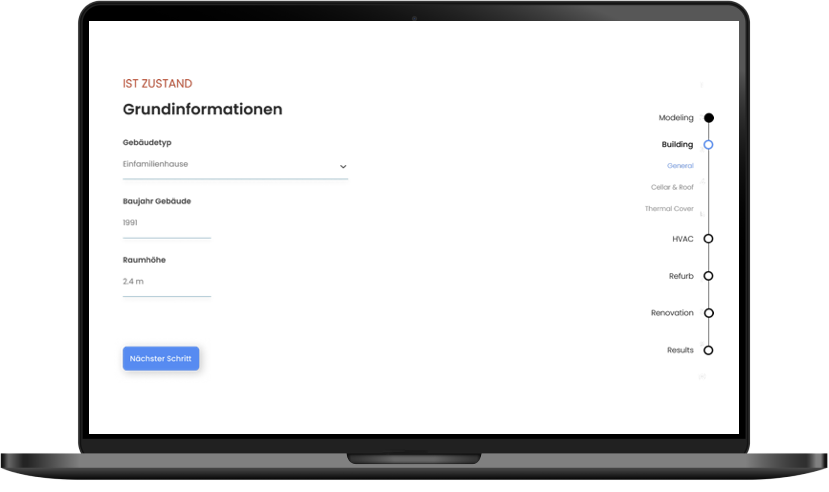 IST ZUSTAND
Grundinformationen
Gebäudetyp
Einfamilienhause
Baujahr Gebäude
1991
Raumhöhe
2.4 m
Nächster Schritt
Modeling
Building
General
Cellar & Roof
Thermal Cover
HVAC
Refurb
Renovation
Results